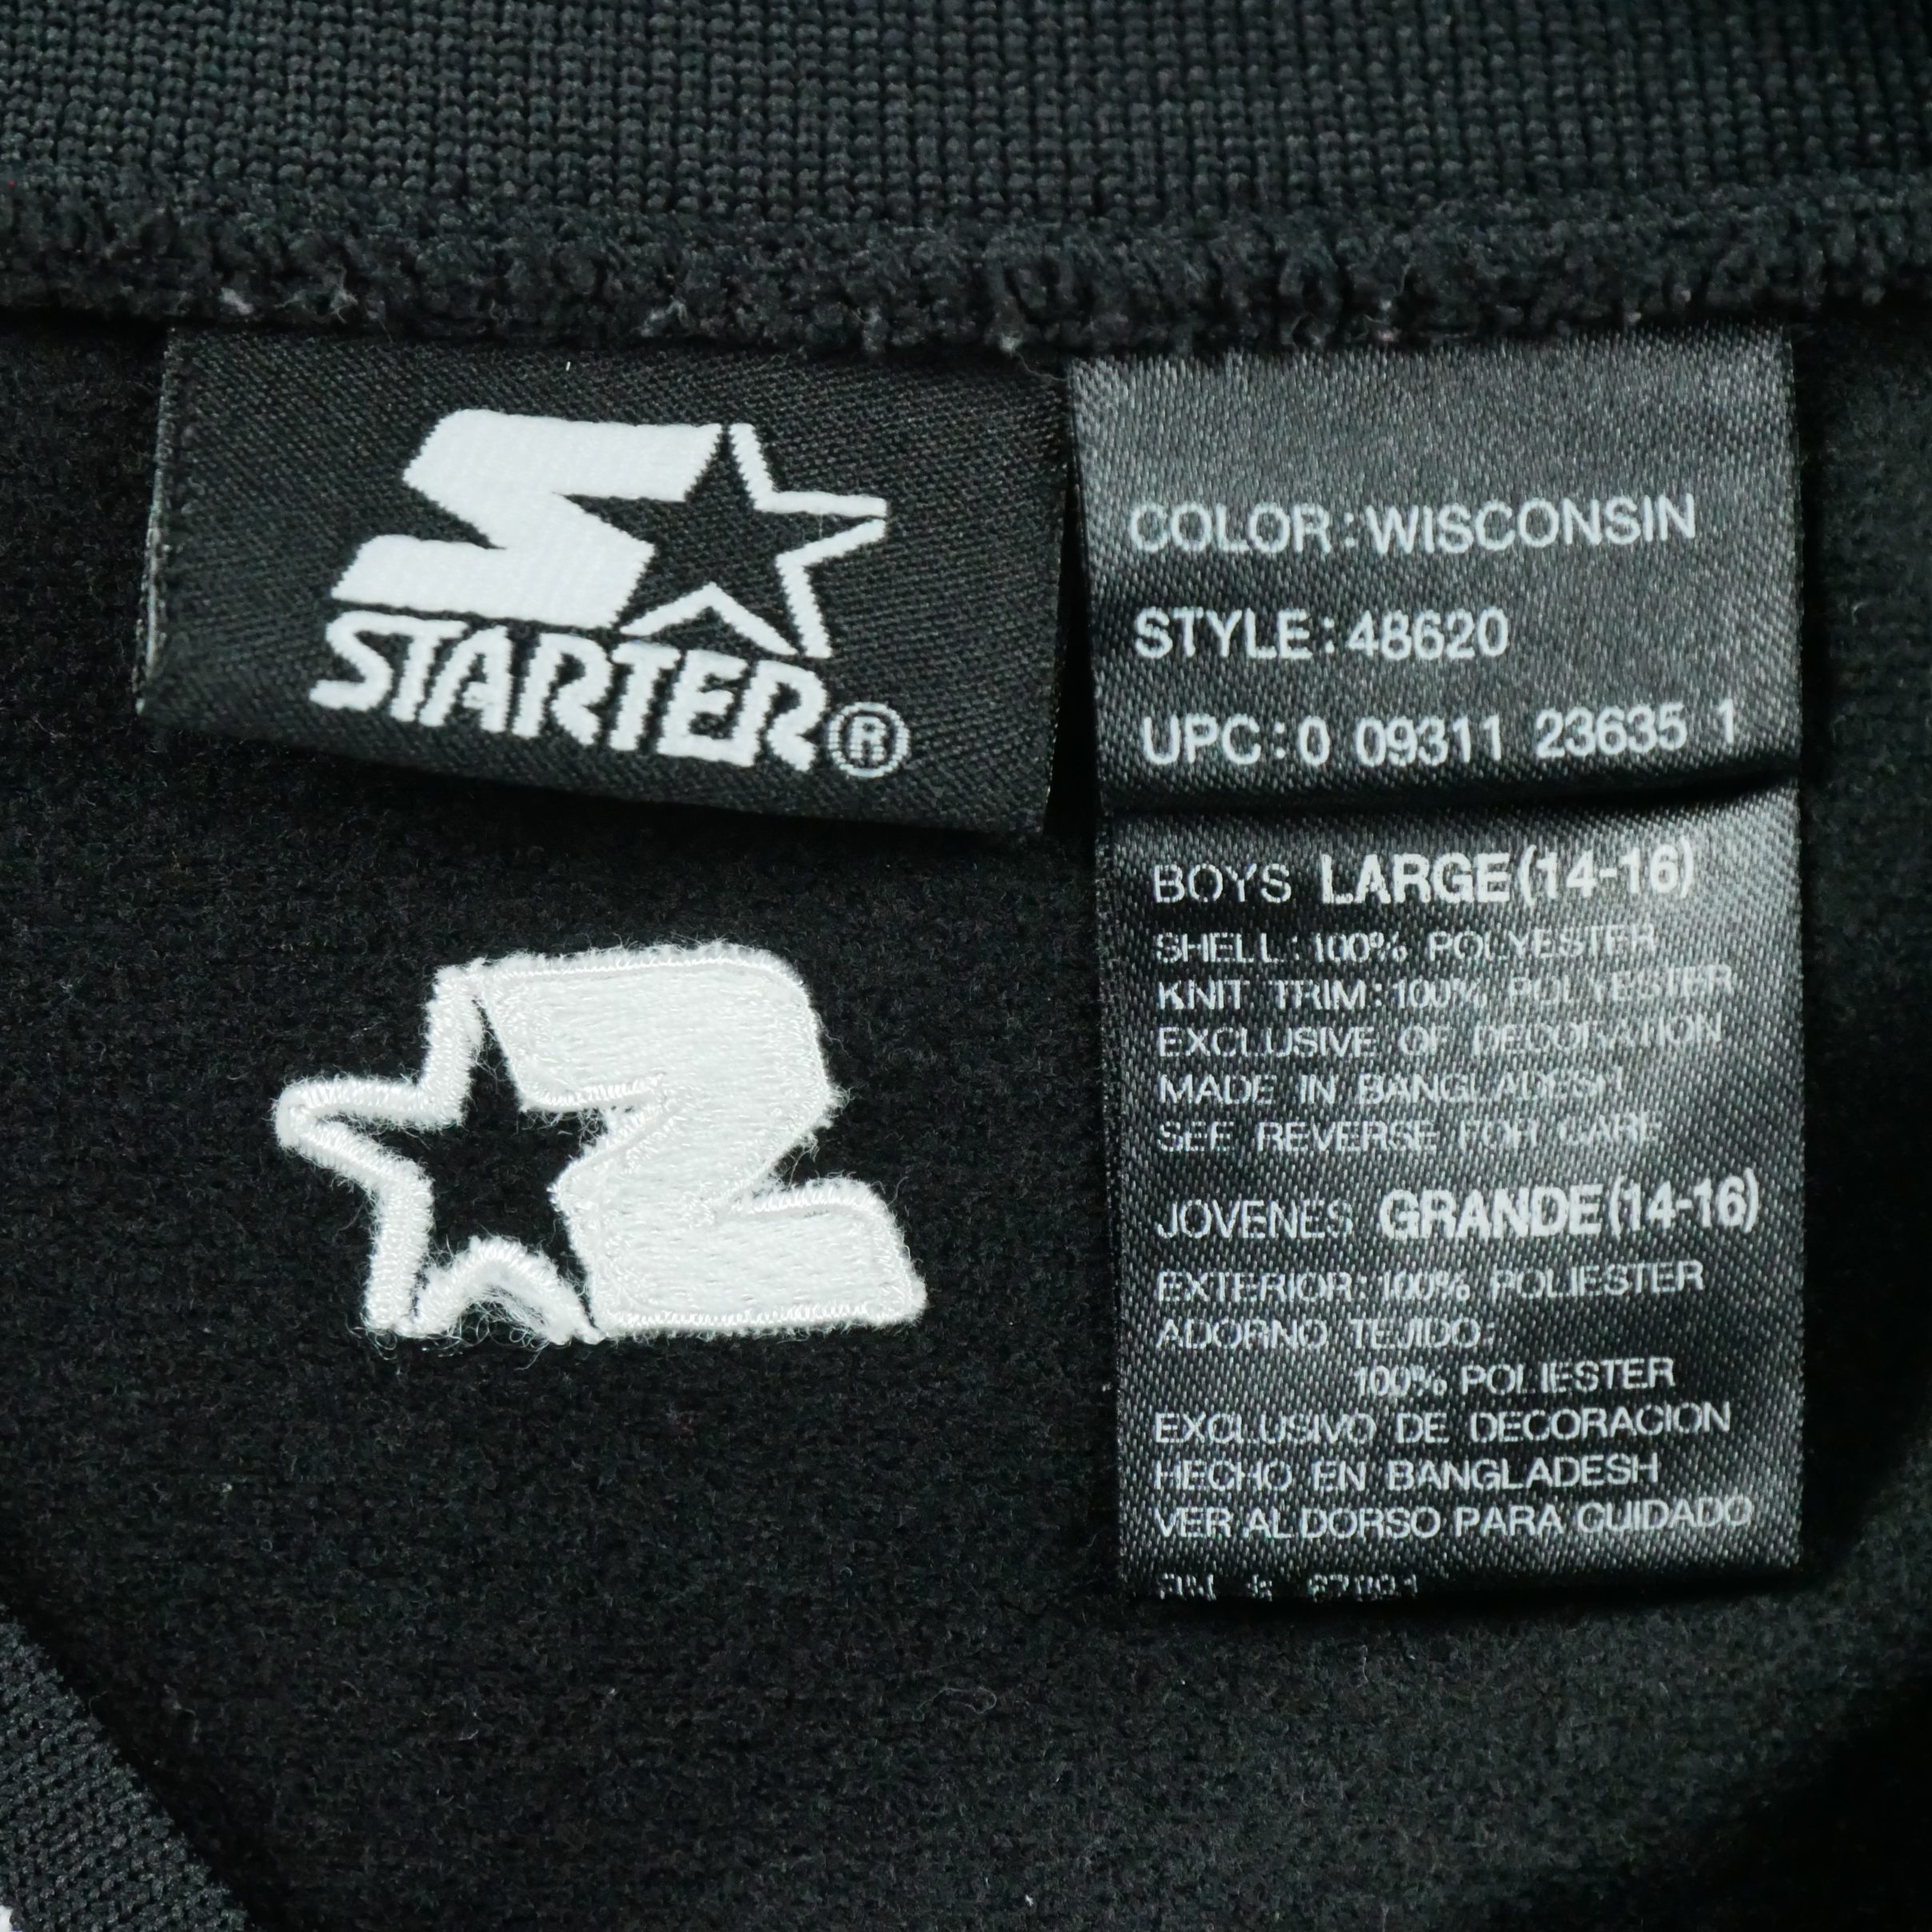 STARTER®
COLOR:WISCONSIN
STYLE:48620
UPC:0 09311 23635 1
BOYS LARGE(14-16)
SHELL:100% POLYESTER
KNIT TRIM:100% POLYESTER
EXCLUSIVE OF DECORATION
MADE IN BANGLADESH
SEE REVERSE FOR CARE
JOVENES GRANDE(14-16)
EXTERIOR:100% POLIESTER
ADORNO TEJIDO:
100% POLIESTER
EXCLUSIVO DE DECORACION
HECHO EN BANGLADESH
VER AL DORSO PARA CUIDADO